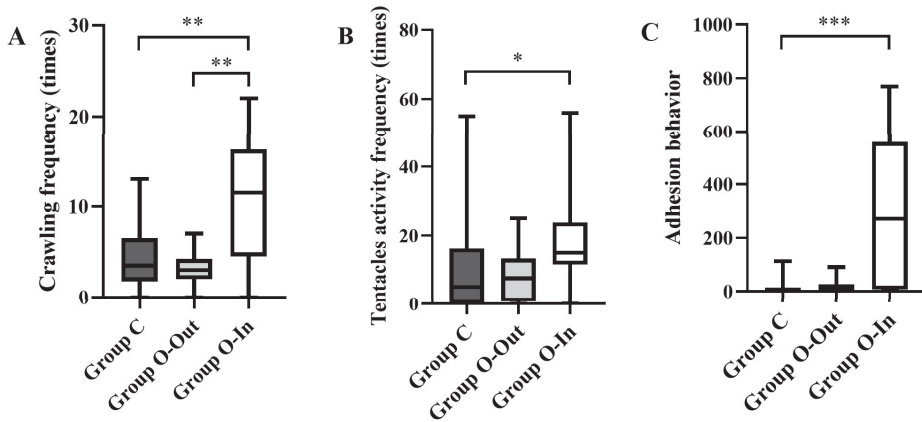 A
Crawling frequency (times)
30
20
10
0
**
**
Group C
Group O-Out
Group O-In
B
Tentacles activity frequency (times)
80
60
40
20
0
*
Group C
Group O-Out
Group O-In
C
Adhesion behavior
1000
800
600
400
200
0
***
Group C
Group O-Out
Group O-In